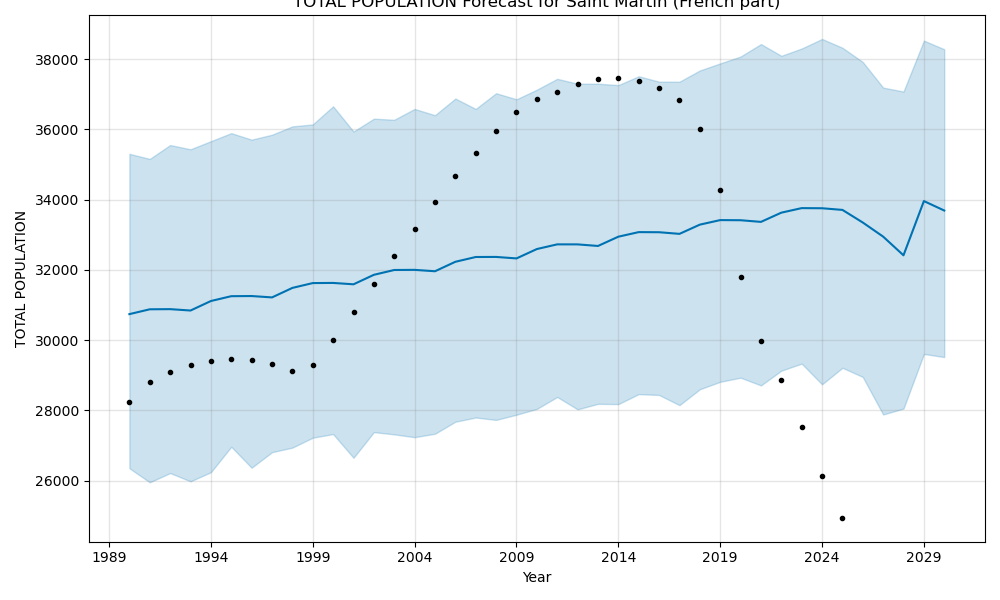 TOTAL POPULATION Forecast for Saint Martin (French part)
38000
36000
34000
32000
30000
28000
26000
TOTAL POPULATION
1989 1994 1999 2004 2009 2014 2019 2024 2029
Year